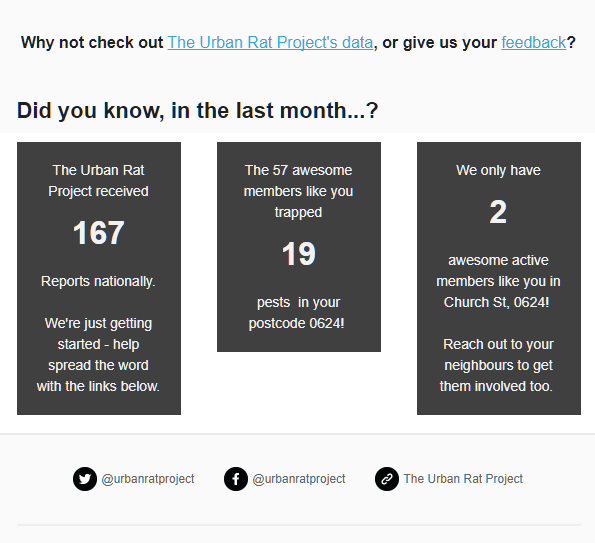 Why not check out The Urban Rat Project's data, or give us your feedback?
Did you know, in the last month...?
The Urban Rat
Project received
167
Reports nationally.
We're just getting
started - help
spread the word
with the links below.
The 57 awesome
members like you
trapped
19
pests  in your
postcode 0624!
We only have
2
awesome active
members like you in
Church St, 0624!
Reach out to your
neighbours to get
them involved too.
@urbanratproject
@urbanratproject
The Urban Rat Project